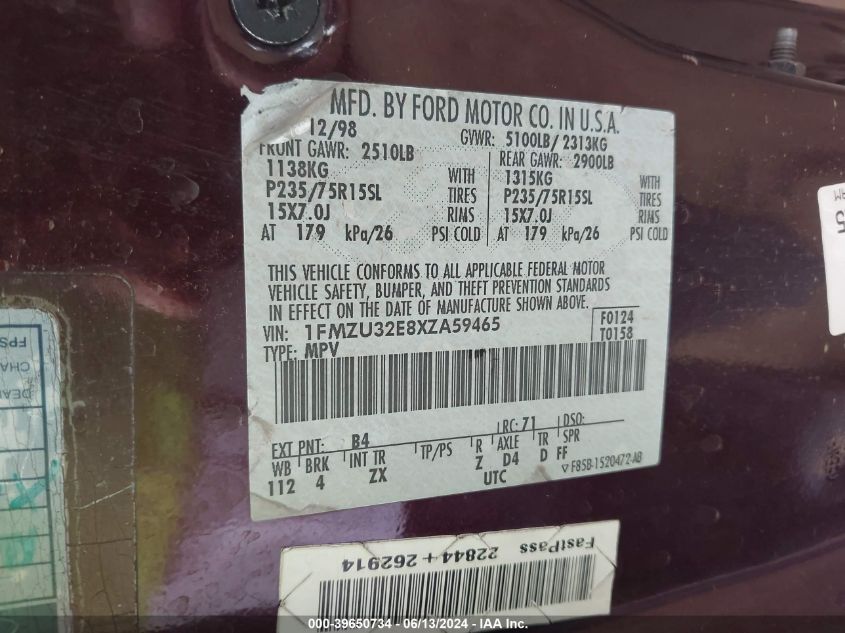 MFD. BY FORD MOTOR CO. IN U.S.A.
12/98 GVWR: 5100LB/ 2313KG
FRONT GAWR: 2510LB REAR GAWR: 2900LB
1138KG WITH 1315KG WITH
P235/75R15SL TIRES P235/75R15SL TIRES
15X7.0J RIMS 15X7.0J RIMS
AT 179 kPa/26 PSI COLD AT 179 kPa/26 PSI COLD
THIS VEHICLE CONFORMS TO ALL APPLICABLE FEDERAL MOTOR
VEHICLE SAFETY, BUMPER, AND THEFT PREVENTION STANDARDS
IN EFFECT ON THE DATE OF MANUFACTURE SHOWN ABOVE.
VIN: 1FMZU32E8XZA59465 F0124
TYPE: MPV T0158
EXT PNT: B4 RC: 71 DSO:
WB BRK INT TR TP/PS R AXLE TR SPR
112 4 ZX Z D4 D FF
UTC ▽ F85B-1520472-AB
FastPass 22844 + 262914
FPS
CHA
DEAL
000-39650734 - 06/13/2024 - IAA Inc.